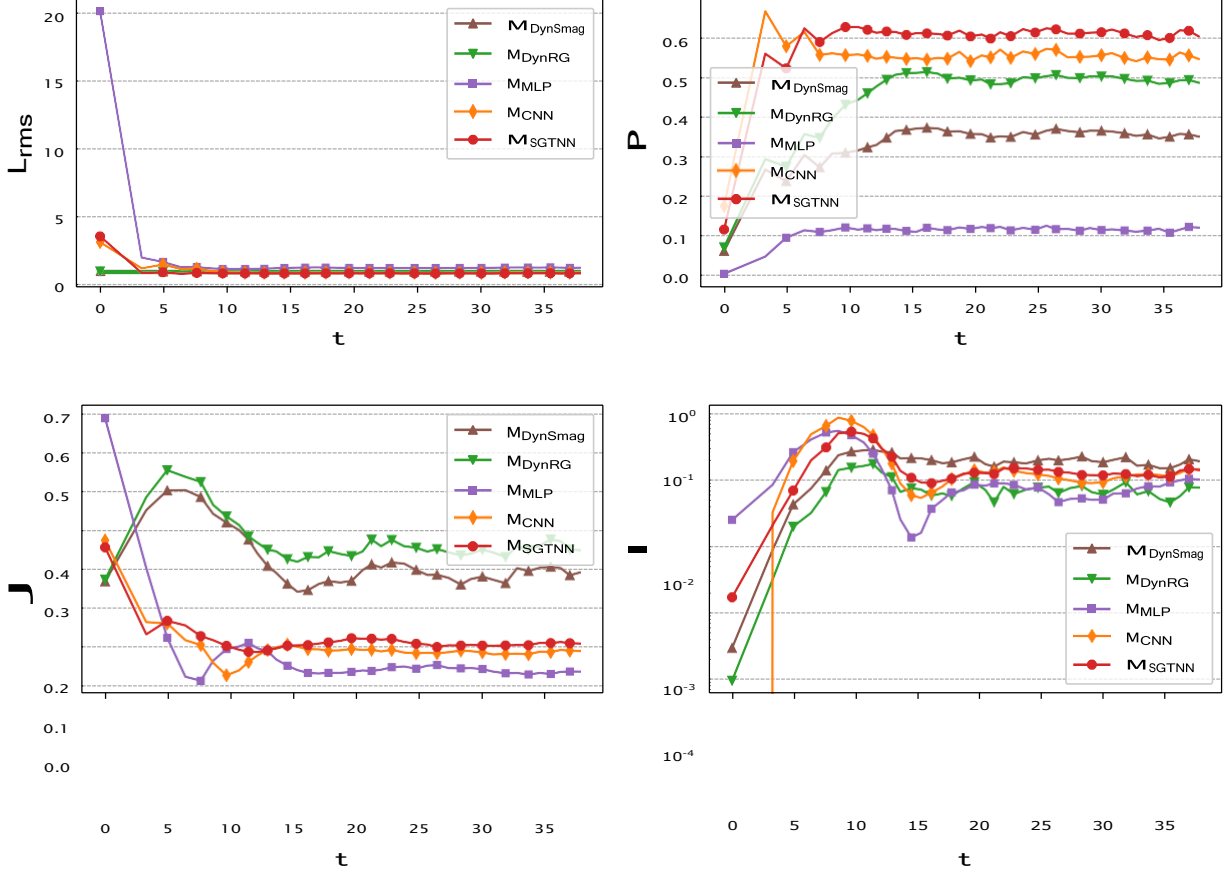 20
15
10
5
0
L_rms
M_DynSmag
M_DynRG
M_MLP
M_CNN
M_SGTNN
0 5 10 15 20 25 30 35
t
0.6
0.5
0.4
0.3
0.2
0.1
0.0
P
M_DynSmag
M_DynRG
M_MLP
M_CNN
M_SGTNN
0 5 10 15 20 25 30 35
t
0.7
0.6
0.5
0.4
0.3
0.2
0.1
0.0
J
M_DynSmag
M_DynRG
M_MLP
M_CNN
M_SGTNN
0 5 10 15 20 25 30 35
t
10⁰
10⁻¹
10⁻²
10⁻³
10⁻⁴
I
M_DynSmag
M_DynRG
M_MLP
M_CNN
M_SGTNN
0 5 10 15 20 25 30 35
t